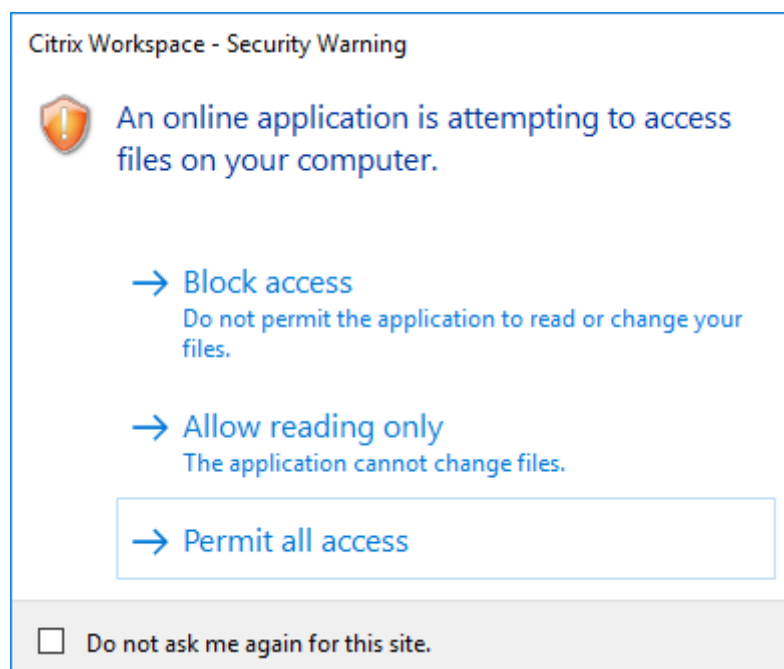 Citrix Workspace - Security Warning
An online application is attempting to access
files on your computer.
Block access
Do not permit the application to read or change your
files.
Allow reading only
The application cannot change files.
Permit all access
Do not ask me again for this site.